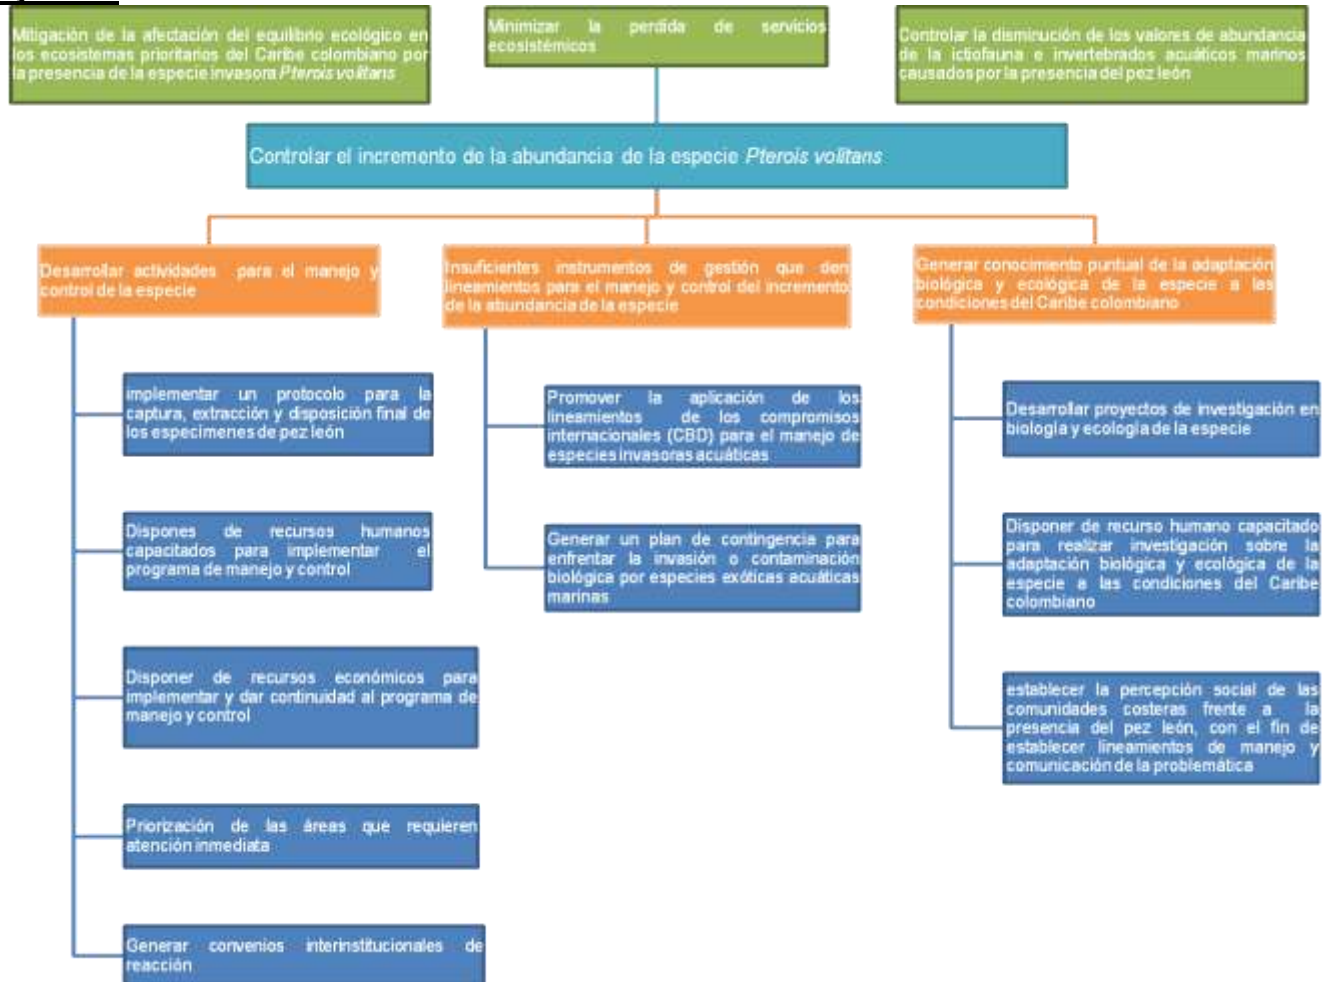 Mitigación de la afectación del equilibrio ecológico en
los ecosistemas prioritarios del Caribe colombiano por
la presencia de la especie invasora Pterois volitans
Minimizar la perdida de servicios
ecosistémicos
Controlar la disminución de los valores de abundancia
de la ictiofauna e invertebrados acuáticos marinos
causados por la presencia del pez león
Controlar el incremento de la abundancia de la especie Pterois volitans
Desarrollar actividades para el manejo y
control de la especie
Insuficientes instrumentos de gestión que den
lineamientos para el manejo y control del incremento
de la abundancia de la especie
Generar conocimiento puntual de la adaptación
biológica y ecológica de la especie a las
condiciones del Caribe colombiano
implementar un protocolo para la
captura, extracción y disposición final de
los especimenes de pez león
Dispones de recursos humanos
capacitados para implementar el
programa de manejo y control
Disponer de recursos económicos para
implementar y dar continuidad al programa de
manejo y control
Priorización de las áreas que requieren
atención inmediata
Generar convenios interinstitucionales de
reacción
Promover la aplicación de los
lineamientos de los compromisos
internacionales (CBD) para el manejo de
especies invasoras acuáticas
Generar un plan de contingencia para
enfrentar la invasión o contaminación
biológica por especies exóticas acuáticas
marinas
Desarrollar proyectos de investigación en
biología y ecología de la especie
Disponer de recurso humano capacitado
para realizar investigación sobre la
adaptación biológica y ecológica de la
especie a las condiciones del Caribe
colombiano
establecer la percepción social de las
comunidades costeras frente a la
presencia del pez león, con el fin de
establecer lineamientos de manejo y
comunicación de la problemática